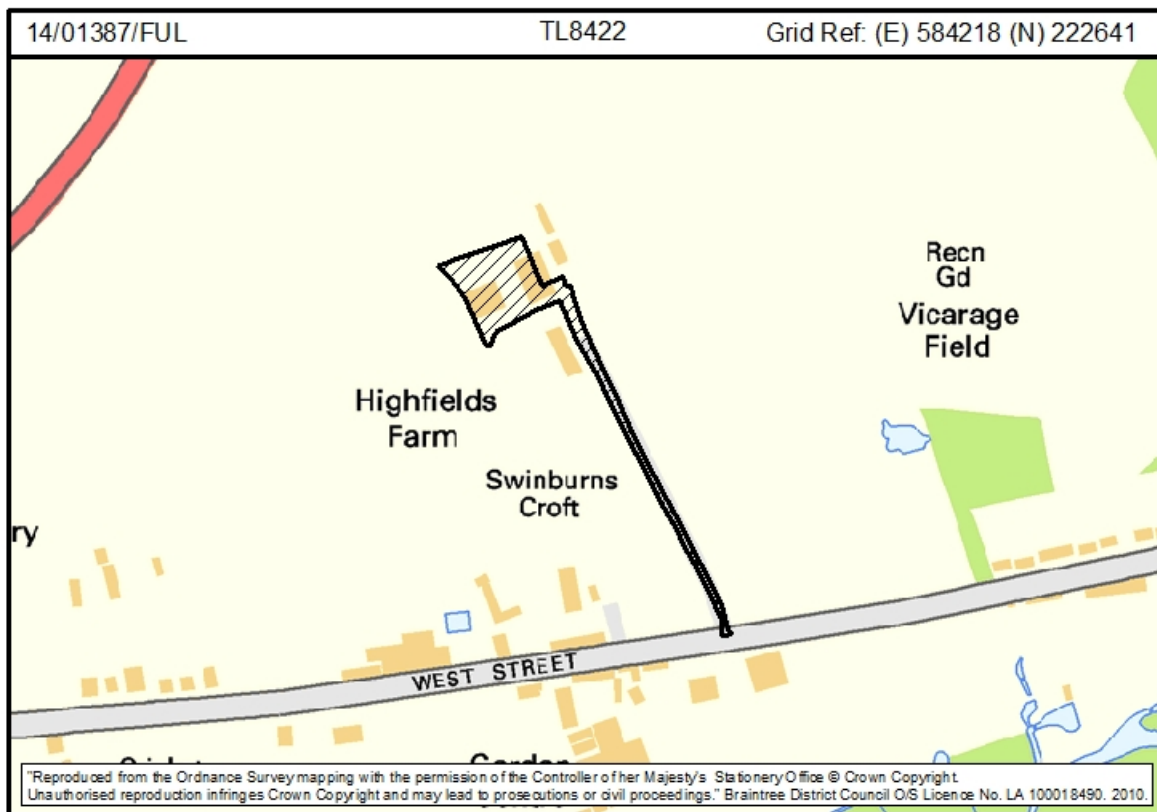 14/01387/FUL TL8422 Grid Ref: (E) 584218 (N) 222641
Recn
Gd
Vicarage
Field
Highfields
Farm
Swinburns
Croft
ry
WEST STREET
"Reproduced from the Ordnance Survey mapping with the permission of the Controller of her Majesty's Stationery Office © Crown Copyright.
Unauthorised reproduction infringes Crown Copyright and may lead to prosecutions or civil proceedings." Braintree District Council O/S Licence No. LA 100018490. 2010.